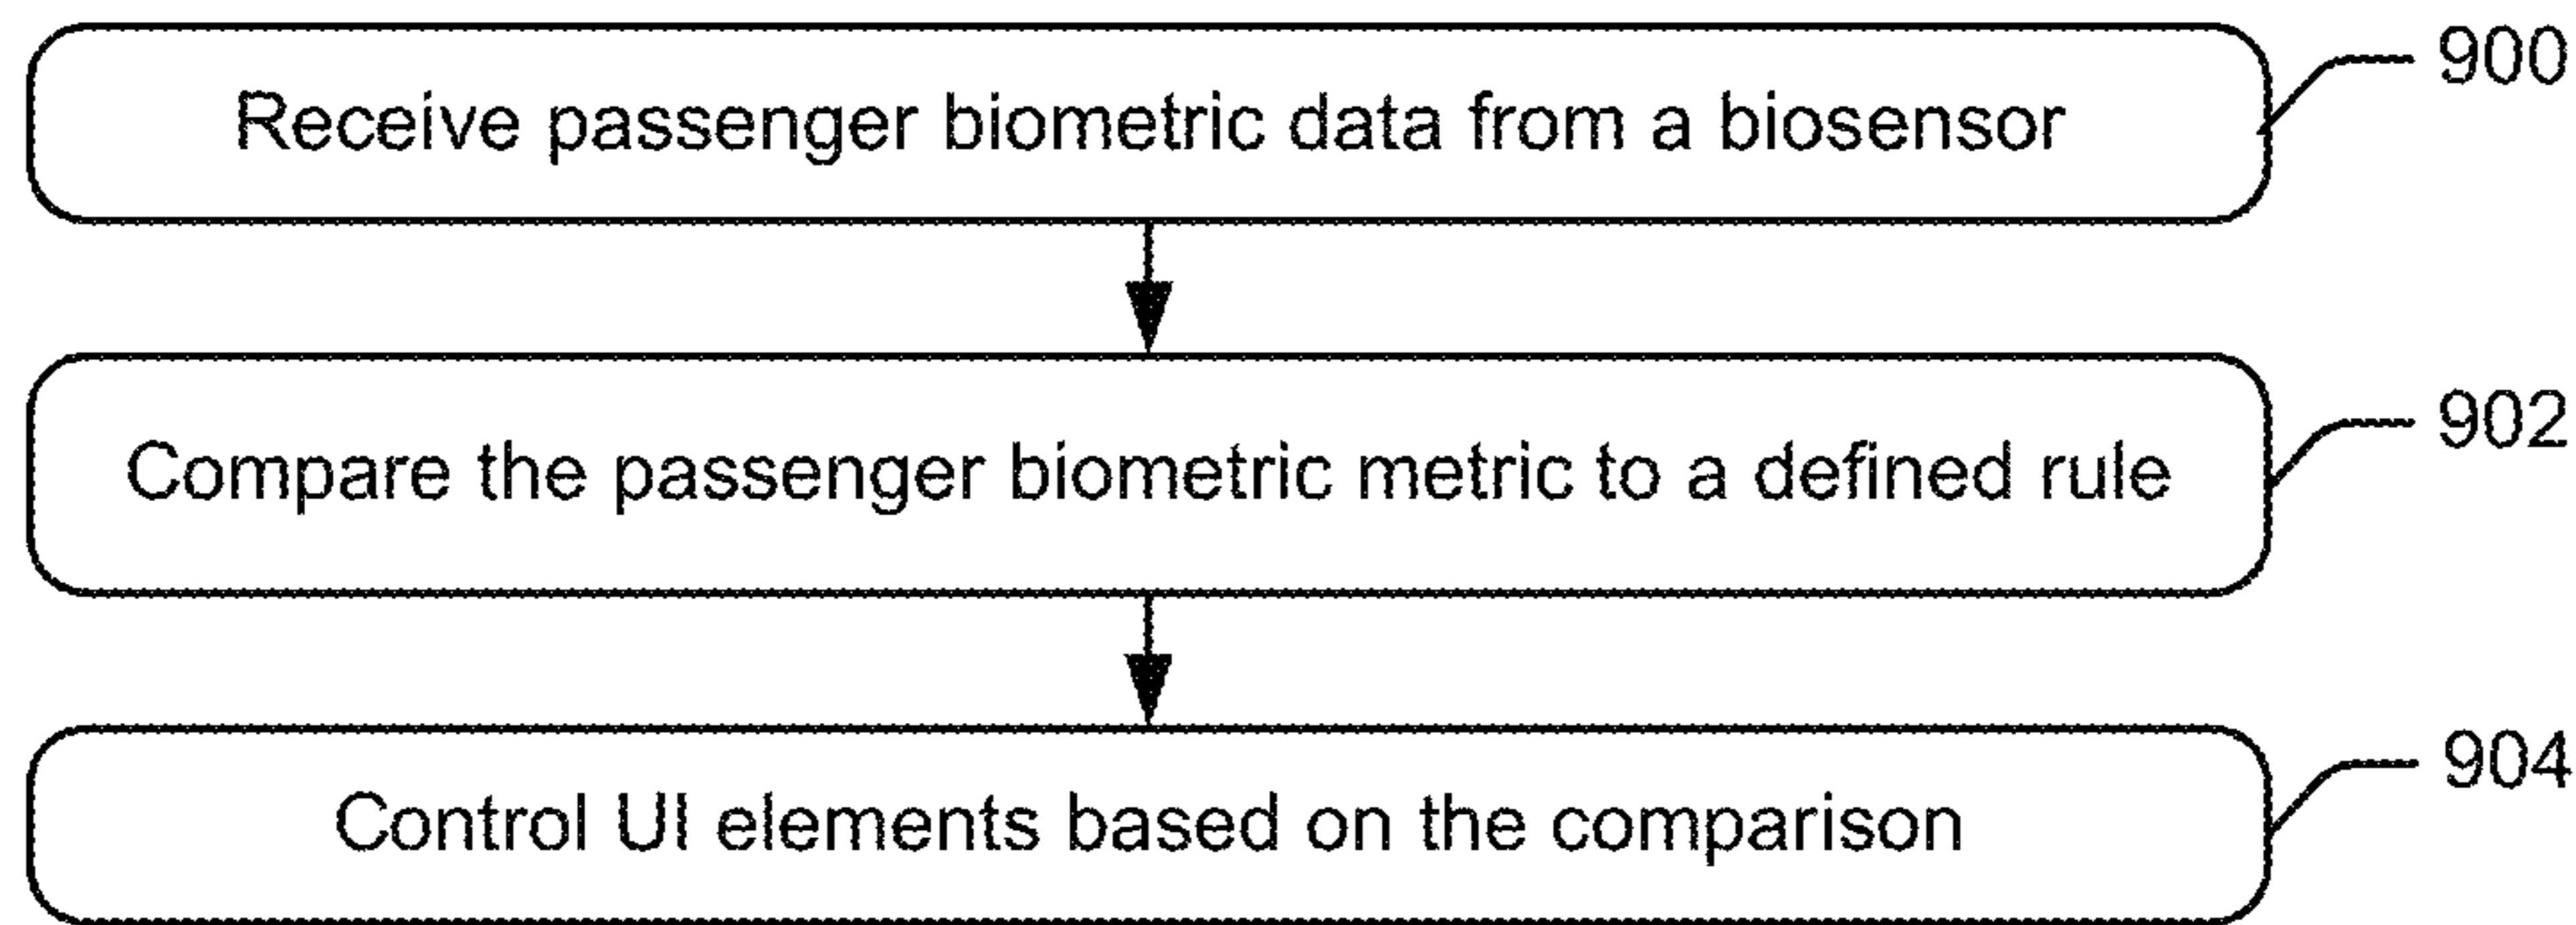 Receive passenger biometric data from a biosensor
900
Compare the passenger biometric metric to a defined rule
902
Control UI elements based on the comparison
904